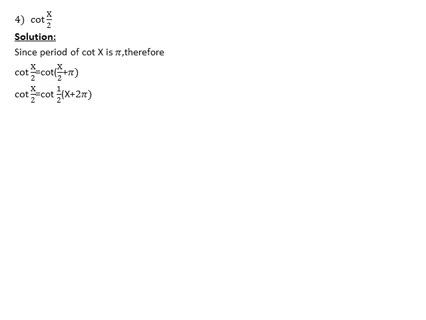 4) cot X/2
Solution:
Since period of cot X is π,therefore
cot X/2=cot(X/2+π)
cot X/2=cot 1/2(X+2π)